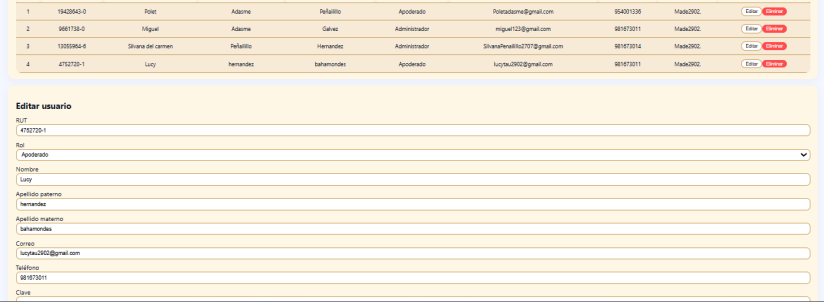 1 19428643-0 Polet Adasme Peñailillo Apoderado Poletadasme@gmail.com 954001336 Made2902. Editar Eliminar
2 9661738-0 Miguel Adasme Galvez Administrador miguel123@gmail.com 981673011 Made2902. Editar Eliminar
3 13055964-6 Silvana del carmen Peñailillo Hernandez Administrador SilvanaPenailillo2707@gmail.com 981673014 Made2902. Editar Eliminar
4 4752720-1 Lucy hernandez bahamondes Apoderado lucytau2902@gmail.com 981673011 Made2902. Editar Eliminar
Editar usuario
RUT
4752720-1
Rol
Apoderado
Nombre
Lucy
Apellido paterno
hernandez
Apellido materno
bahamondes
Correo
lucytau2902@gmail.com
Teléfono
981673011
Clave